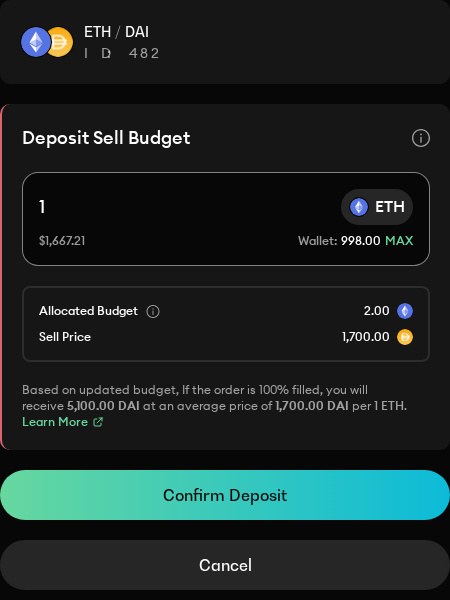 ETH / DAI
ID 482
Deposit Sell Budget
1
ETH
$1,667.21
Wallet: 998.00 MAX
Allocated Budget
2.00
Sell Price
1,700.00
Based on updated budget, If the order is 100% filled, you will
receive 5,100.00 DAI at an average price of 1,700.00 DAI per 1 ETH.
Learn More
Confirm Deposit
Cancel